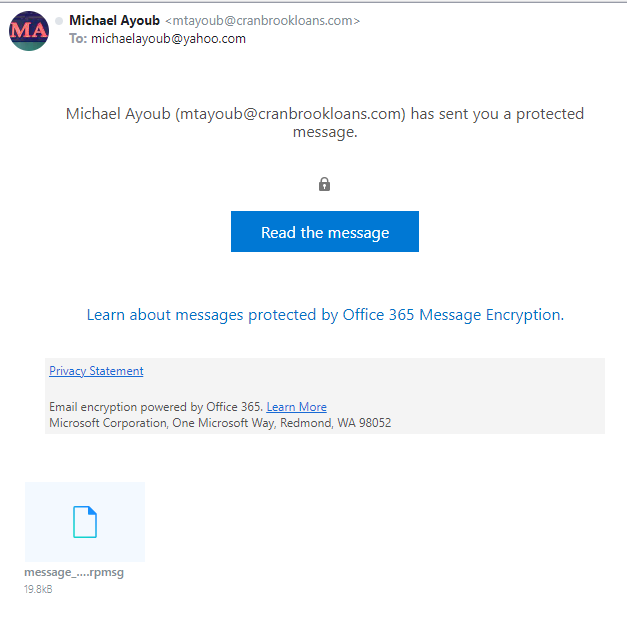 MA
Michael Ayoub <mtayoub@cranbrookloans.com>
To: michaelayoub@yahoo.com
Michael Ayoub (mtayoub@cranbrookloans.com) has sent you a protected
message.
Read the message
Learn about messages protected by Office 365 Message Encryption.
Privacy Statement
Email encryption powered by Office 365. Learn More
Microsoft Corporation, One Microsoft Way, Redmond, WA 98052
message_....rpmsg
19.8kB